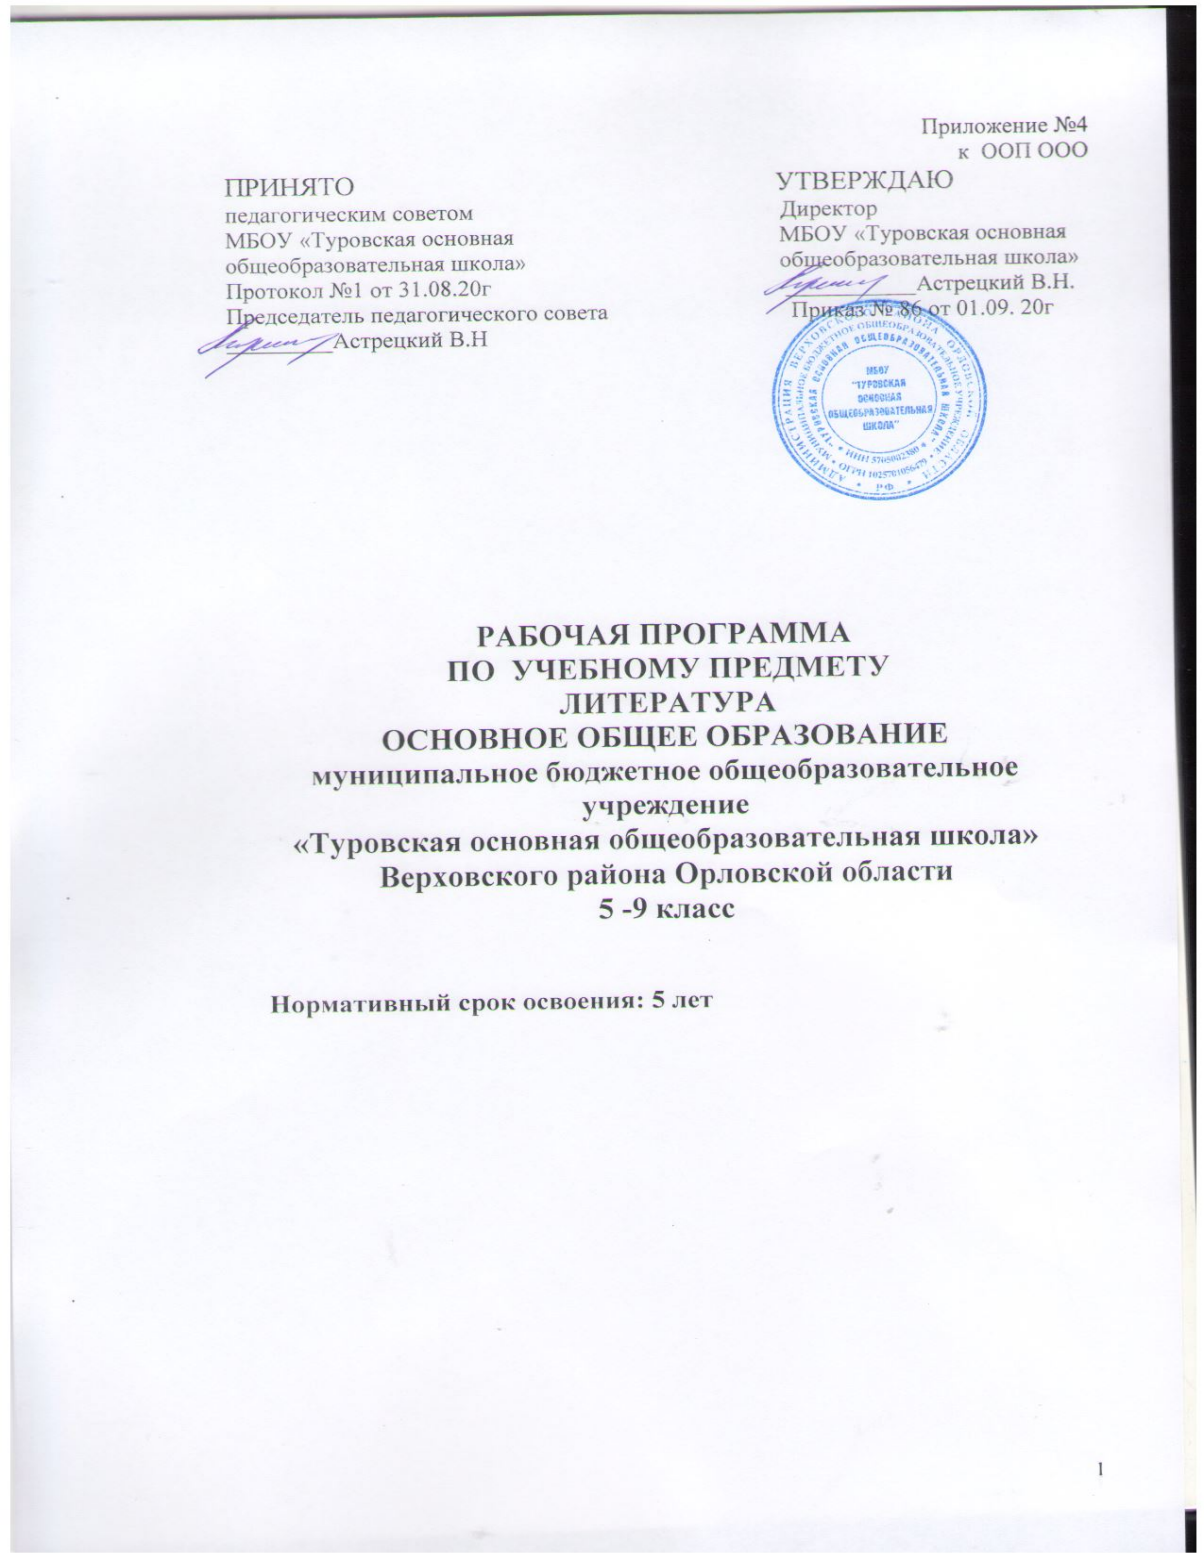 Приложение №4
к ООП ООО
ПРИНЯТО
педагогическим советом
МБОУ «Туровская основная
общеобразовательная школа»
Протокол №1 от 31.08.20г
Председатель педагогического совета
__________Астрецкий В.Н
УТВЕРЖДАЮ
Директор
МБОУ «Туровская основная
общеобразовательная школа»
____________Астрецкий В.Н.
Приказ № 86 от 01.09. 20г
МБОУ
"ТУРОВСКАЯ
ОСНОВНАЯ
ОБЩЕОБРАЗОВАТЕЛЬНАЯ
ШКОЛА"
РАБОЧАЯ ПРОГРАММА
ПО УЧЕБНОМУ ПРЕДМЕТУ
ЛИТЕРАТУРА
ОСНОВНОЕ ОБЩЕЕ ОБРАЗОВАНИЕ
муниципальное бюджетное общеобразовательное
учреждение
«Туровская основная общеобразовательная школа»
Верховского района Орловской области
5 -9 класс
Нормативный срок освоения: 5 лет
1